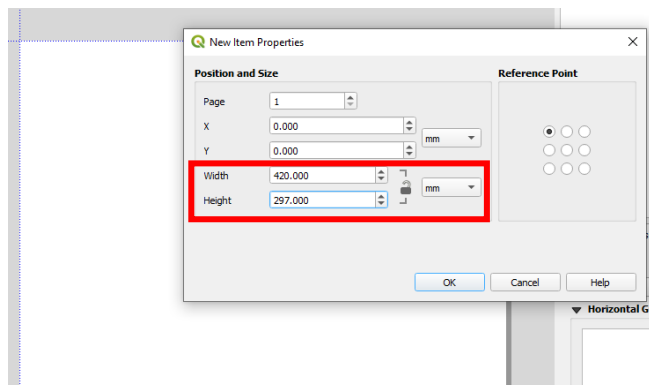 New Item Properties
Position and Size
Reference Point
Page 1
X 0.000
mm
Y 0.000
Width 420.000
mm
Height 297.000
OK Cancel Help
Horizontal G